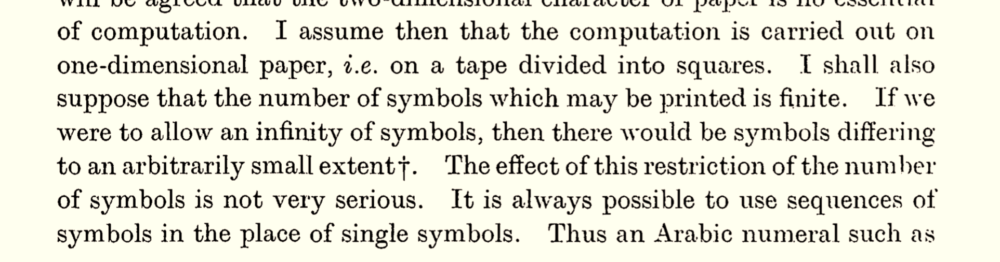 will be agreed that the two-dimensional character of paper is no essential
of computation. I assume then that the computation is carried out on
one-dimensional paper, i.e. on a tape divided into squares. I shall also
suppose that the number of symbols which may be printed is finite. If we
were to allow an infinity of symbols, then there would be symbols differing
to an arbitrarily small extent†. The effect of this restriction of the number
of symbols is not very serious. It is always possible to use sequences of
symbols in the place of single symbols. Thus an Arabic numeral such as